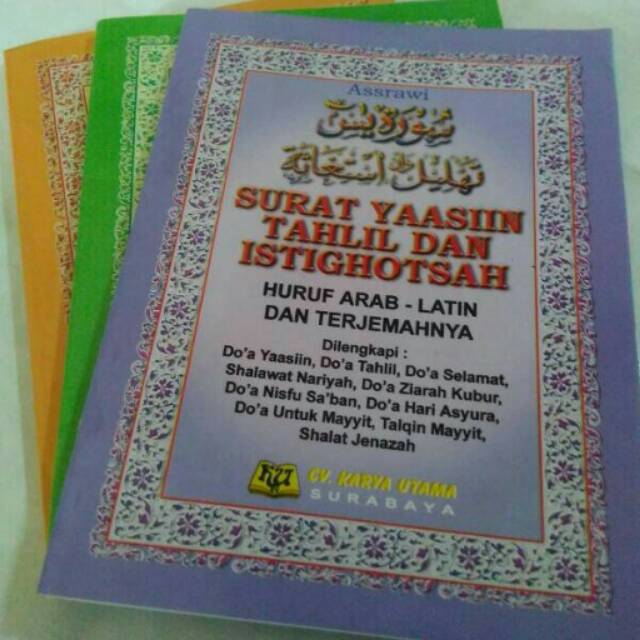 Assrawi
سورة يس
تهليل استغاثة
SURAT YAASIIN
TAHLIL DAN
ISTIGHOTSAH
HURUF ARAB - LATIN
DAN TERJEMAHNYA
Dilengkapi :
Do'a Yaasiin, Do'a Tahlil, Do'a Selamat,
Shalawat Nariyah, Do'a Ziarah Kubur,
Do'a Nisfu Sa'ban, Do'a Hari Asyura,
Do'a Untuk Mayyit, Talqin Mayyit,
Shalat Jenazah
KU CV. KARYA UTAMA
SURABAYA